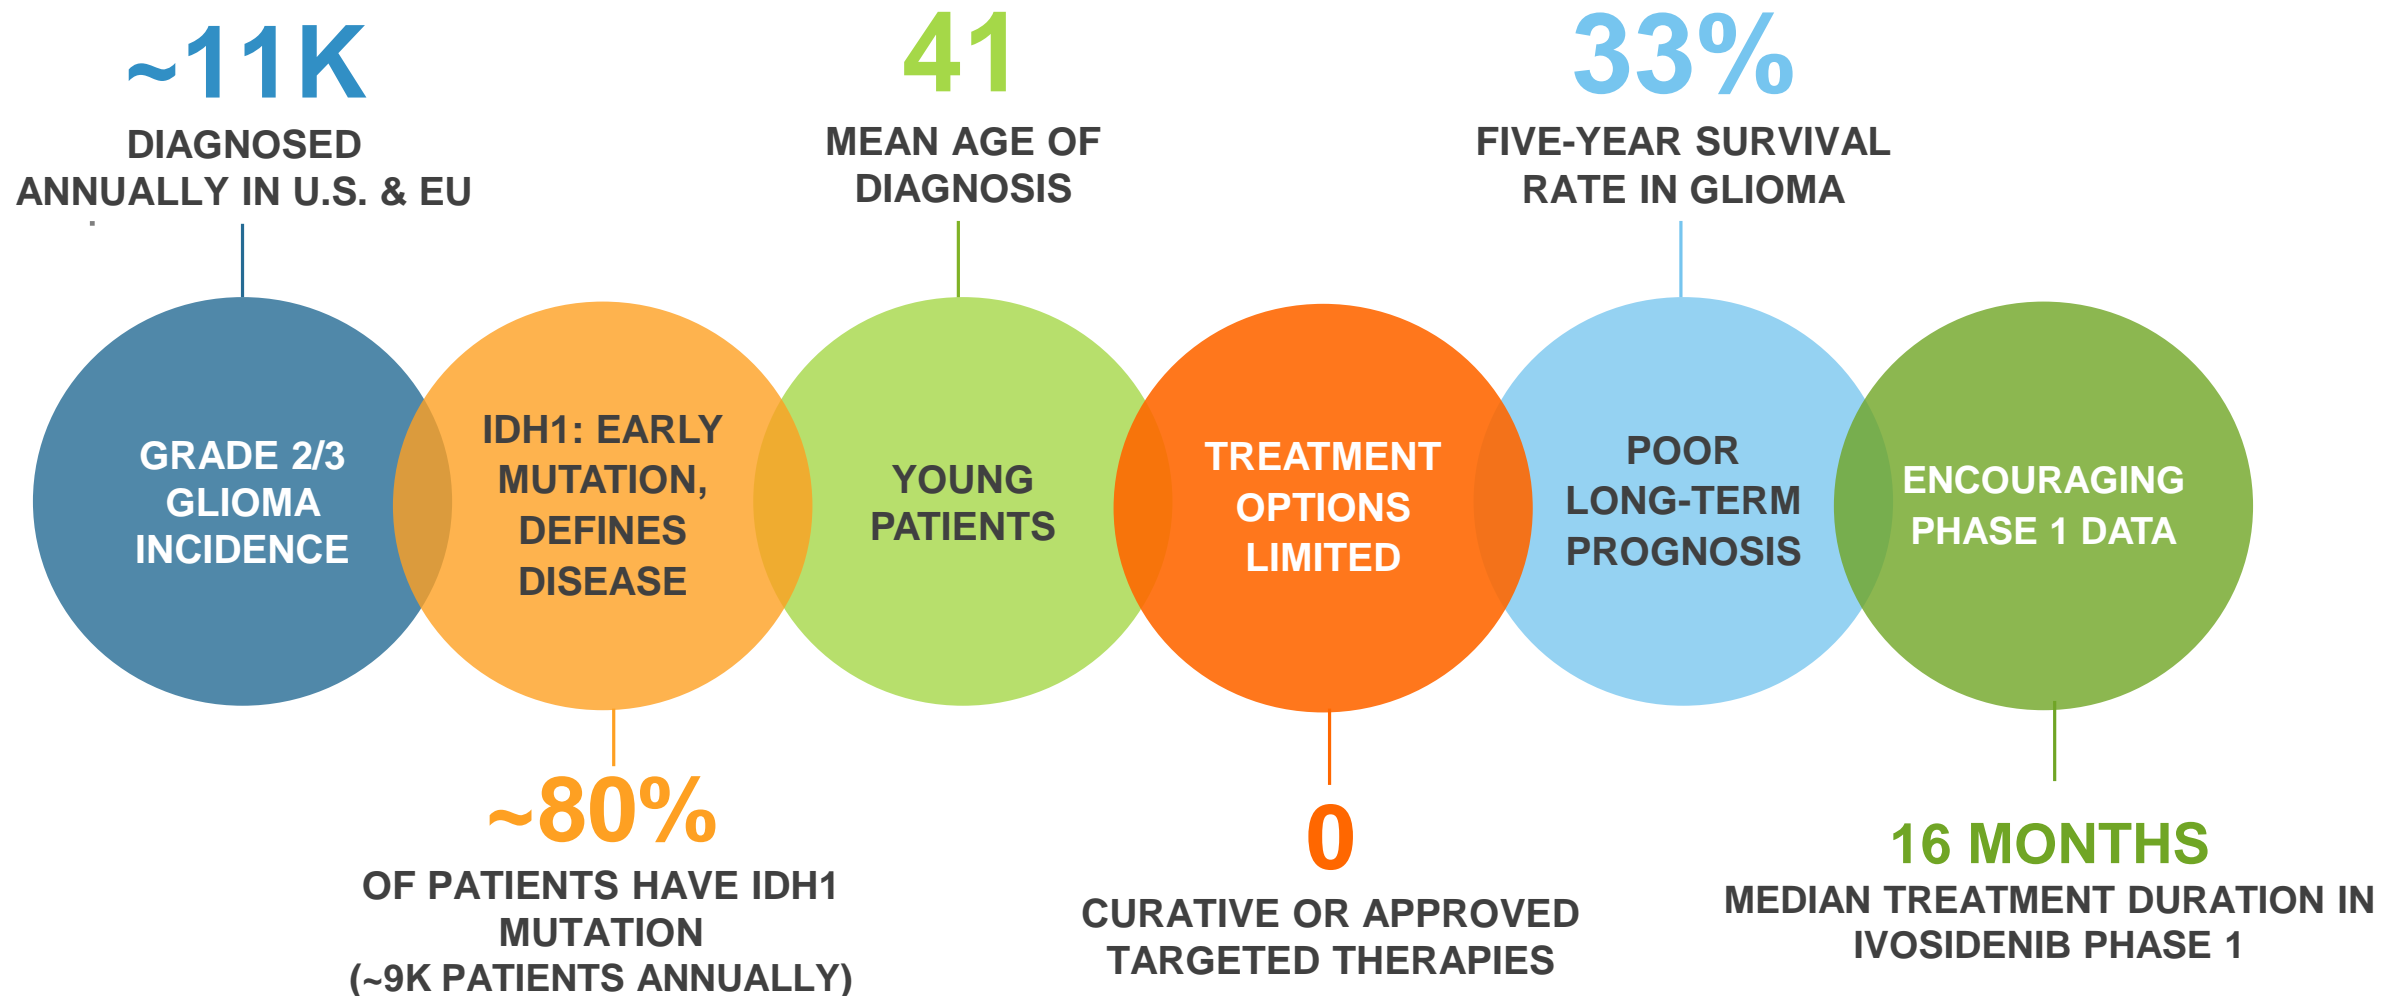 ~11K
DIAGNOSED
ANNUALLY IN U.S. & EU
41
MEAN AGE OF
DIAGNOSIS
33%
FIVE-YEAR SURVIVAL
RATE IN GLIOMA
GRADE 2/3
GLIOMA
INCIDENCE
IDH1: EARLY
MUTATION,
DEFINES
DISEASE
YOUNG
PATIENTS
TREATMENT
OPTIONS
LIMITED
POOR
LONG-TERM
PROGNOSIS
ENCOURAGING
PHASE 1 DATA
~80%
OF PATIENTS HAVE IDH1
MUTATION
(~9K PATIENTS ANNUALLY)
0
CURATIVE OR APPROVED
TARGETED THERAPIES
16 MONTHS
MEDIAN TREATMENT DURATION IN
IVOSIDENIB PHASE 1